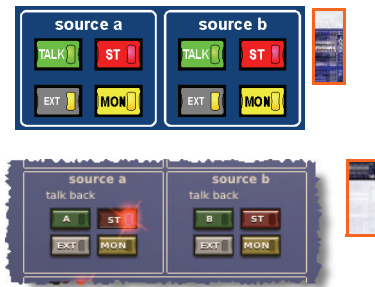 source a source b
TALK ST TALK ST
EXT MON EXT MON
source a source b
talk back talk back
A ST B ST
EXT MON EXT MON